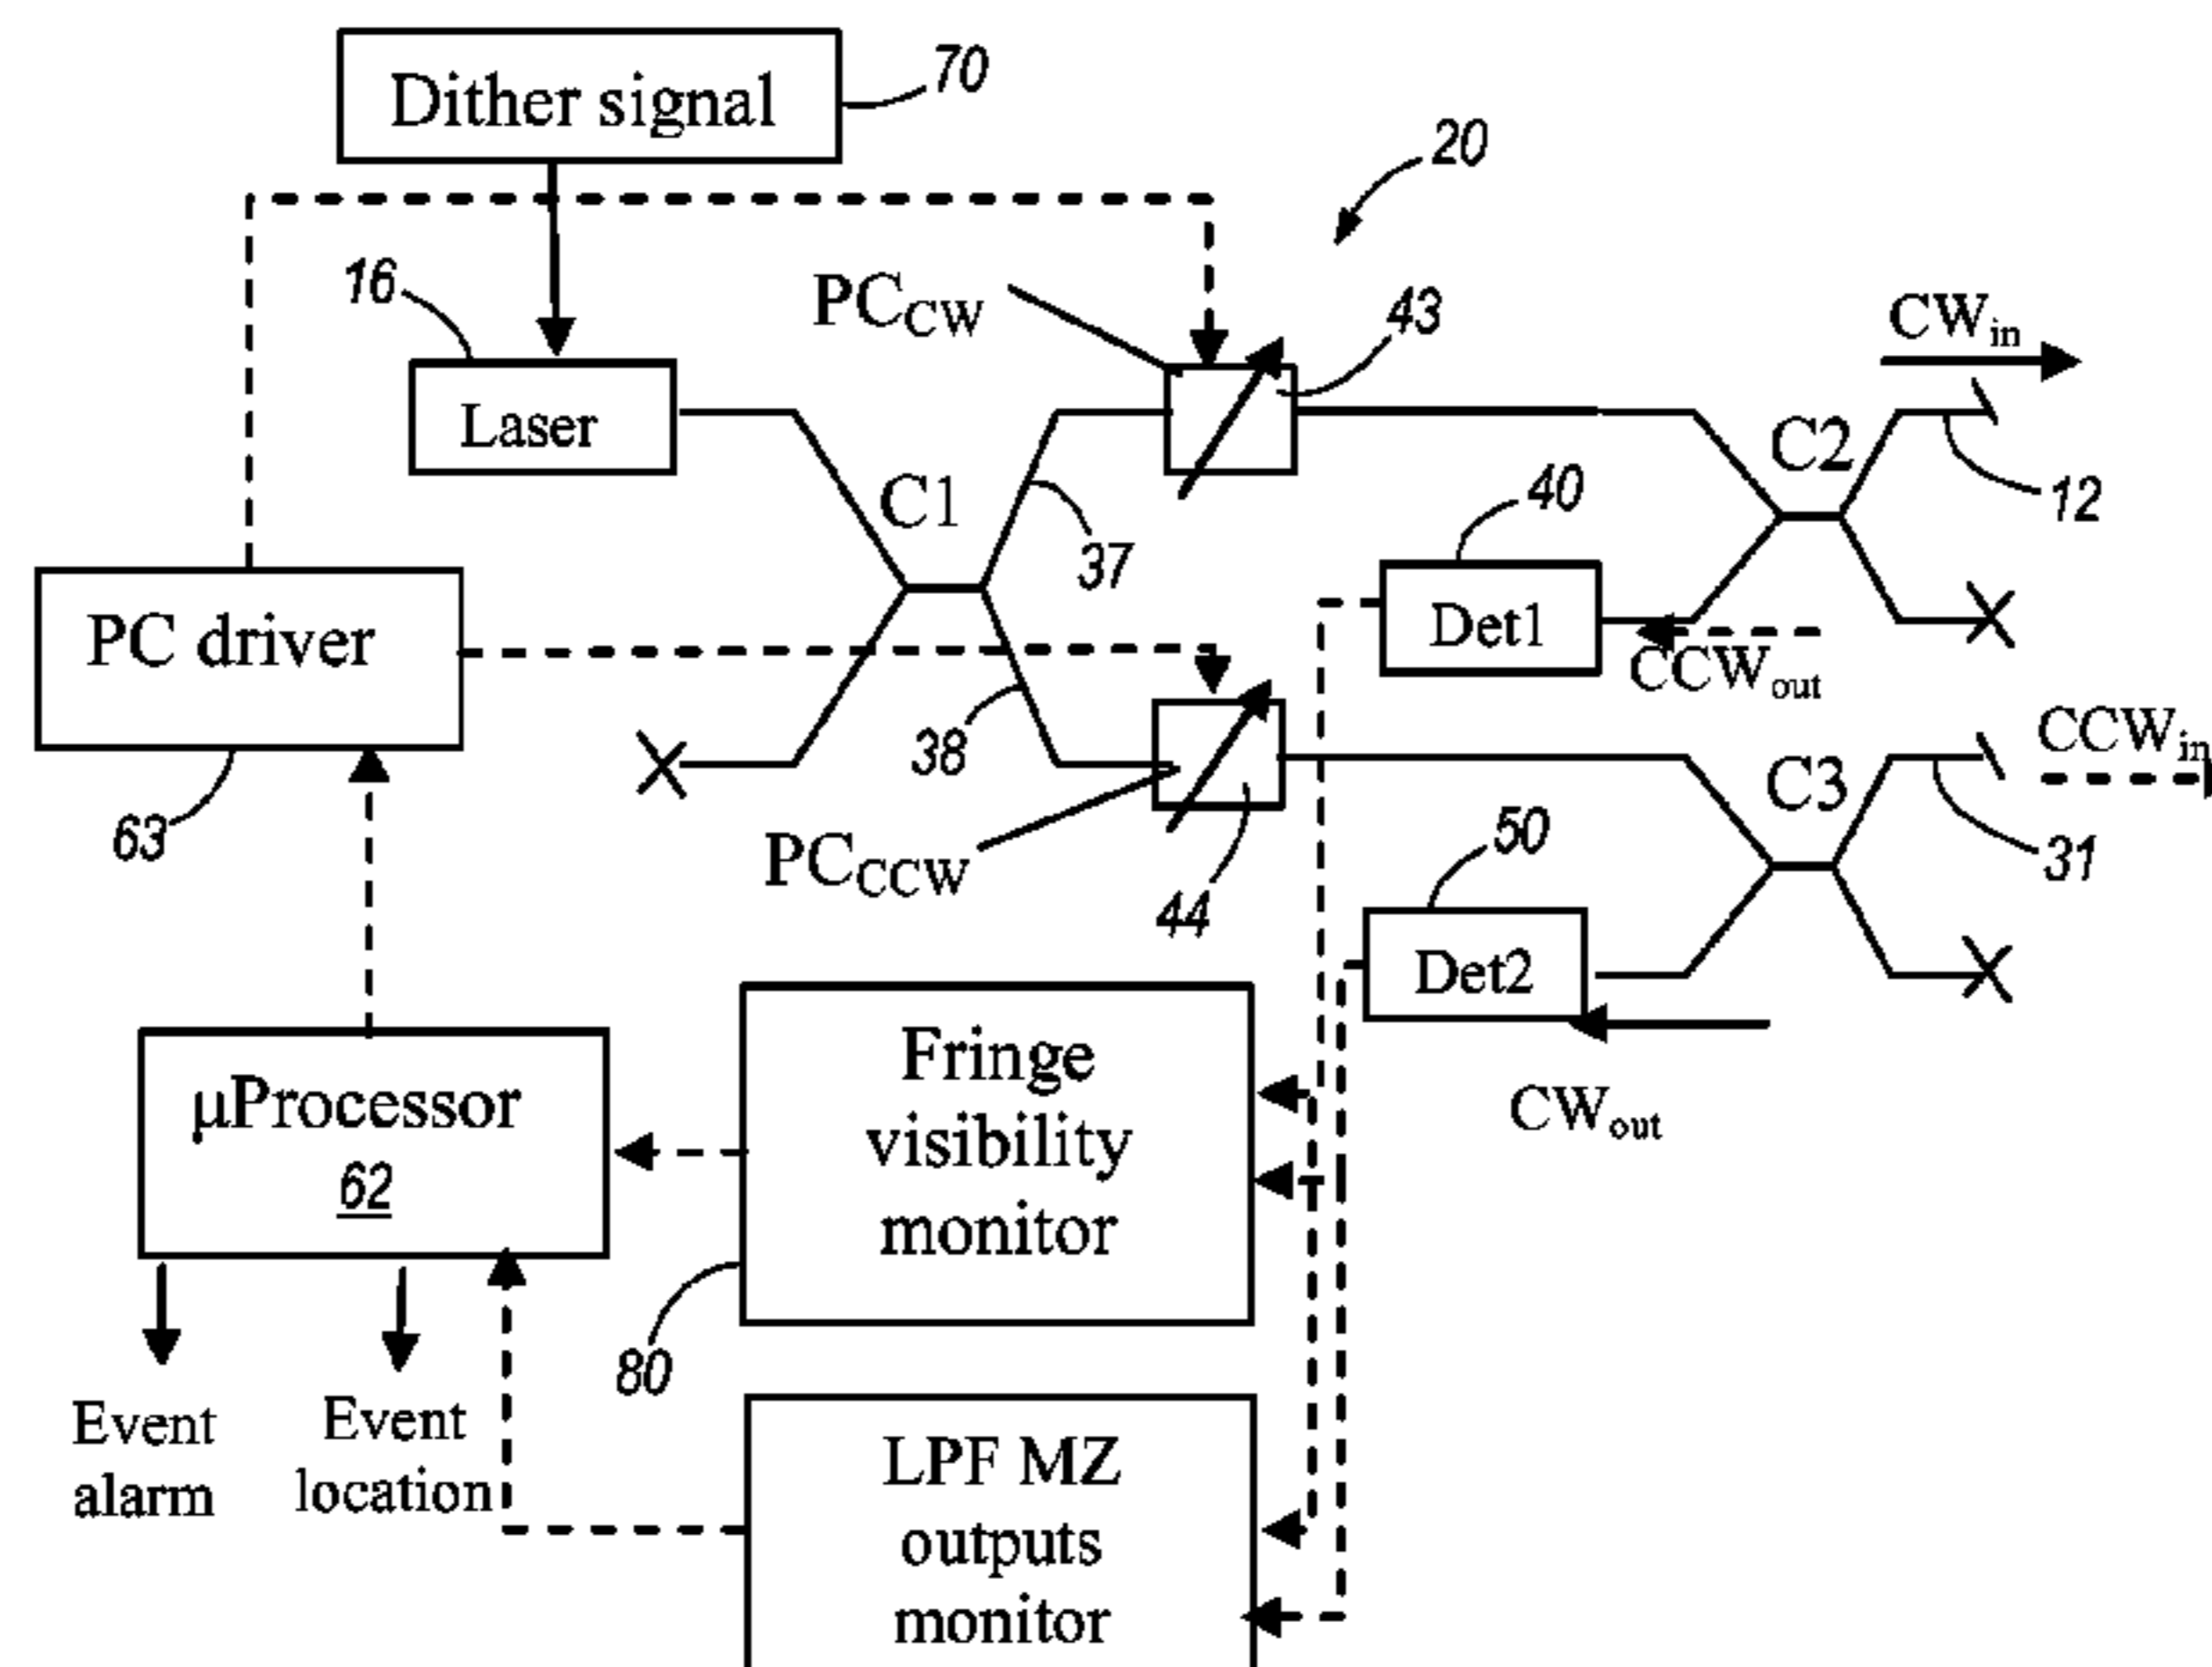 Dither signal
70
20
16
PCCW
43
CWin
Laser
C1
C2
40
12
37
PC driver
Det1
CCWout
38
CCWin
C3
63
50
31
PCCCW
44
Det2
Fringe
visibility
monitor
μProcessor
62
CWout
80
Event
alarm
Event
location
LPF MZ
outputs
monitor